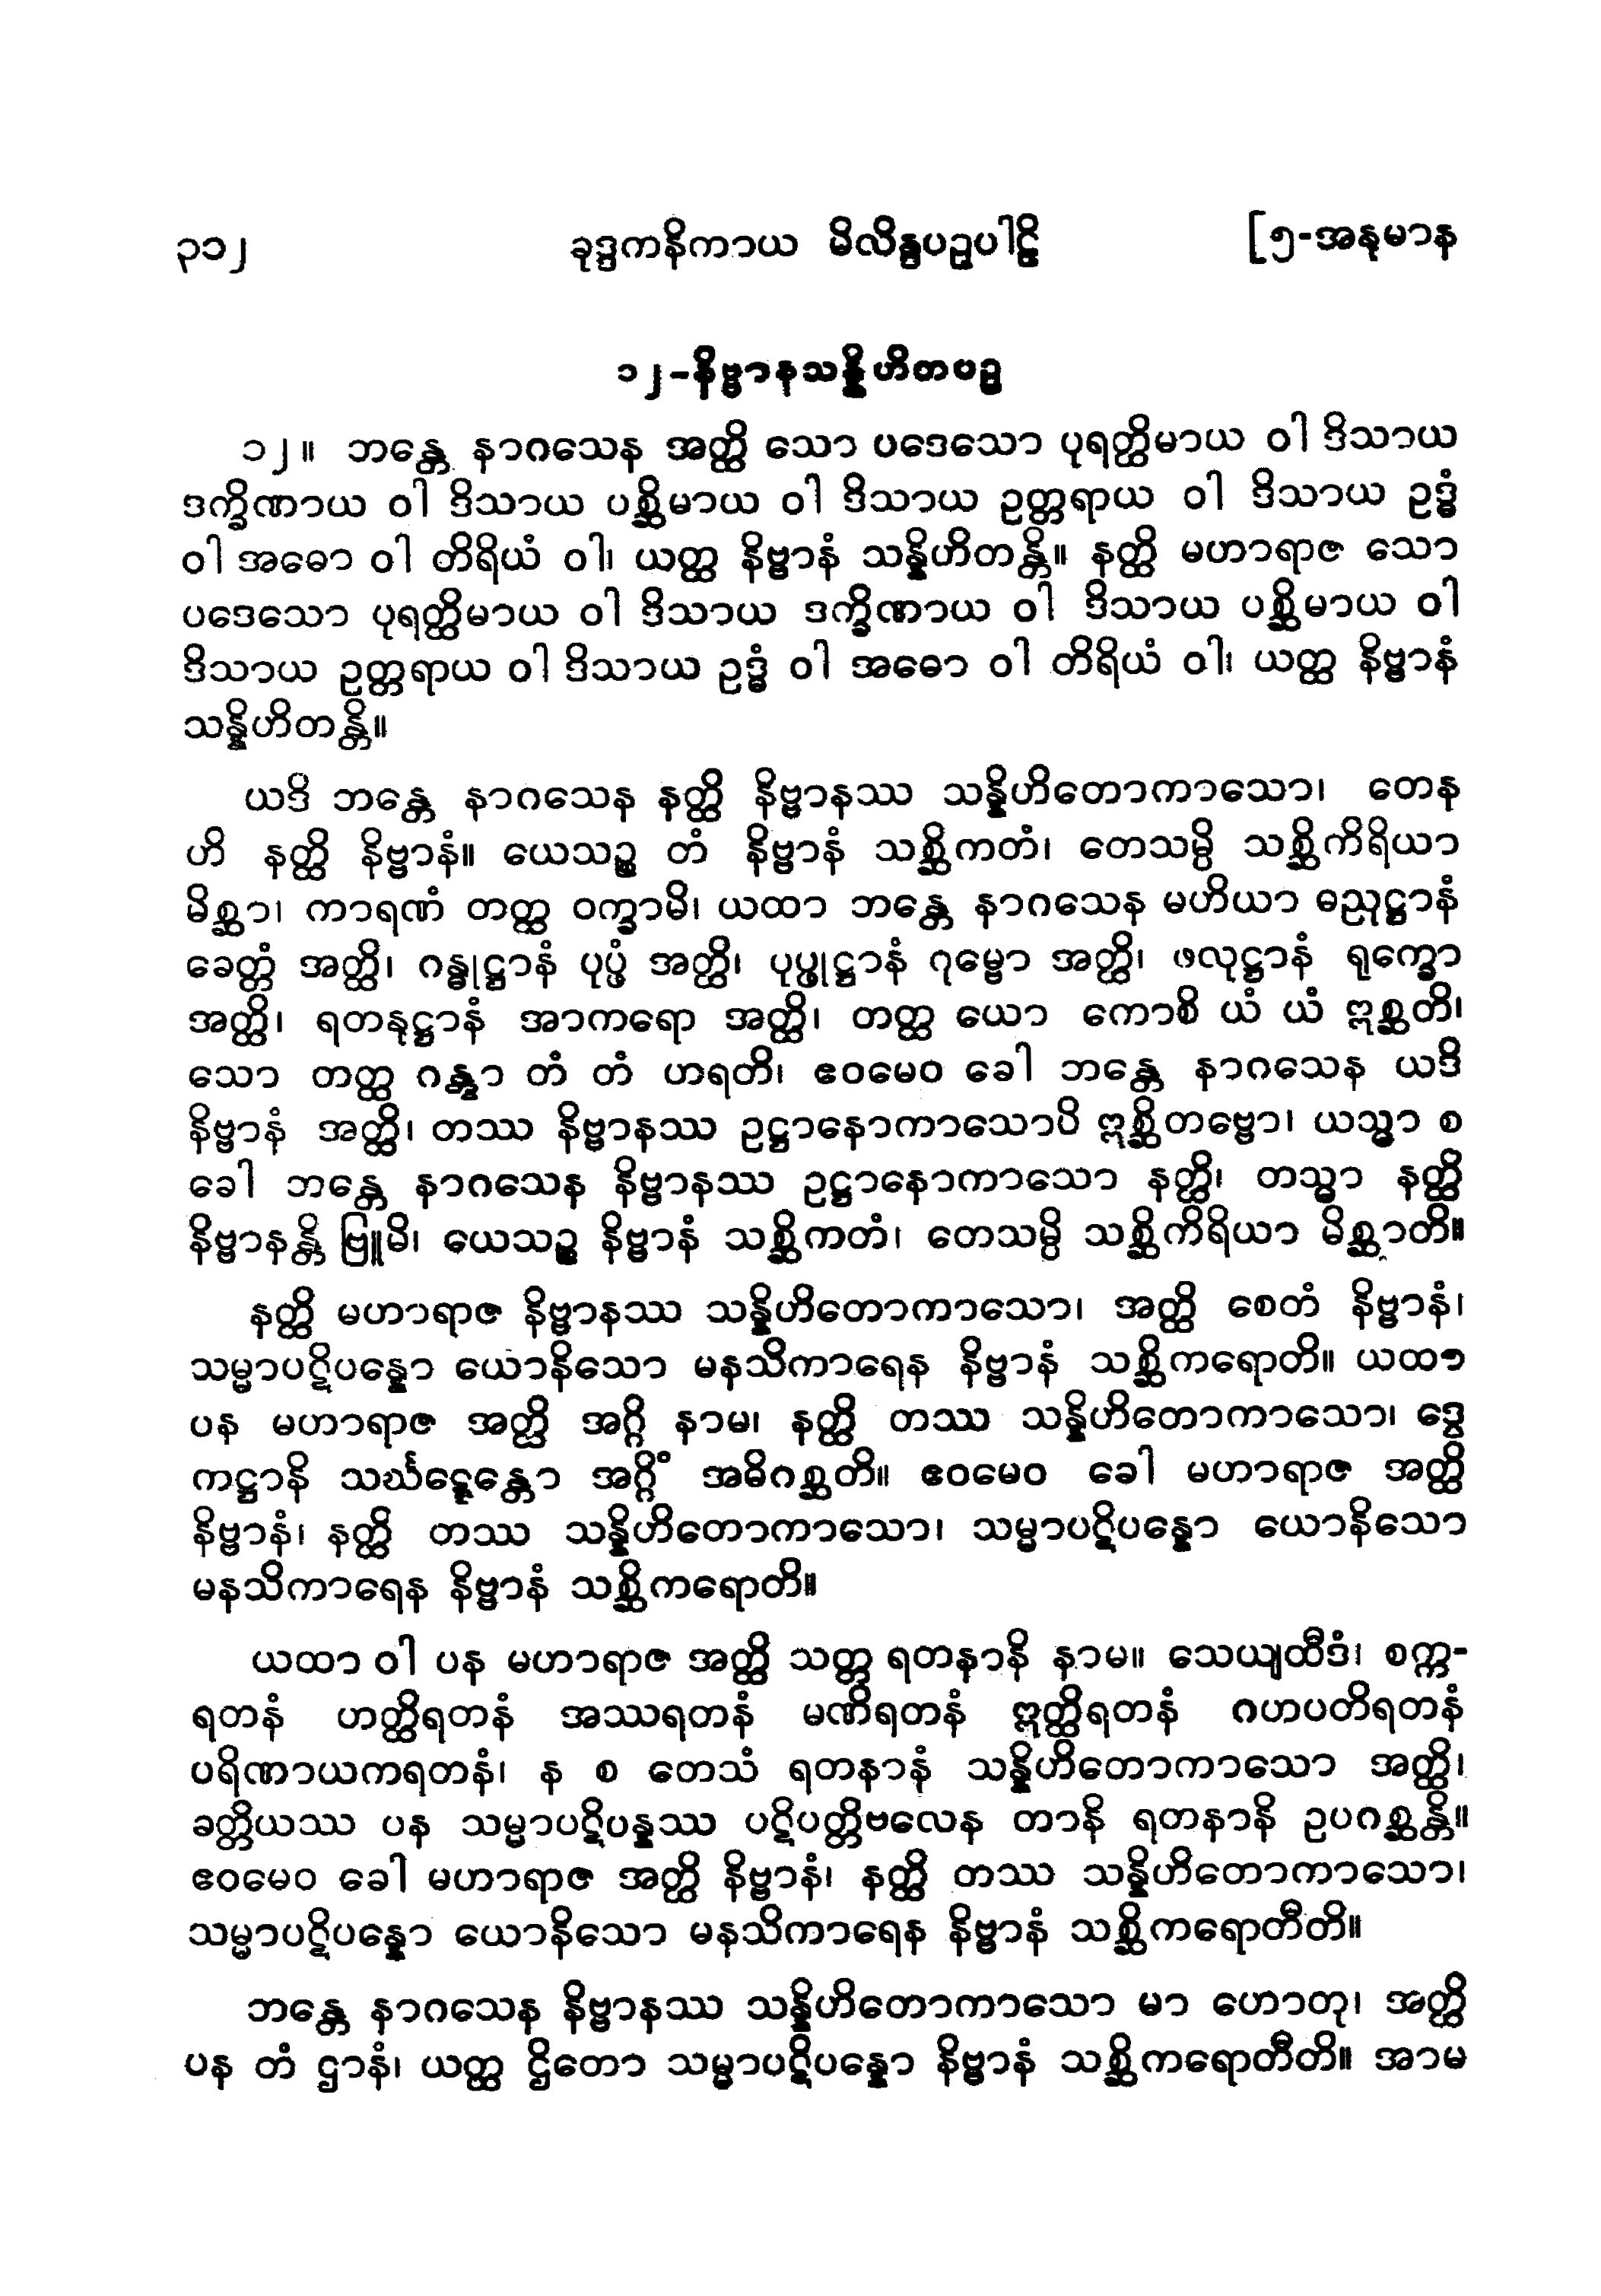 ၃၁၂ ခုဒ္ဒကနိကာယ မိလိန္ဒပဉှပါဠိ [၅-အနုမာန
၁၂-နိဗ္ဗာနသန္နိဟိတပဉှ
၁၂။ ဘန္တေ နာဂသေန အတ္ထိ သော ပဒေသော ပုရတ္ထိမာယ ဝါ ဒိသာယ
ဒက္ခိဏာယ ဝါ ဒိသာယ ပစ္ဆိမာယ ဝါ ဒိသာယ ဥတ္တရာယ ဝါ ဒိသာယ ဥဒ္ဓံ
ဝါ အဓော ဝါ တိရိယံ ဝါ၊ ယတ္ထ နိဗ္ဗာနံ သန္နိဟိတန္တိ။ နတ္ထိ မဟာရာဇ သော
ပဒေသော ပုရတ္ထိမာယ ဝါ ဒိသာယ ဒက္ခိဏာယ ဝါ ဒိသာယ ပစ္ဆိမာယ ဝါ
ဒိသာယ ဥတ္တရာယ ဝါ ဒိသာယ ဥဒ္ဓံ ဝါ အဓော ဝါ တိရိယံ ဝါ၊ ယတ္ထ နိဗ္ဗာနံ
သန္နိဟိတန္တိ။
ယဒိ ဘန္တေ နာဂသေန နတ္ထိ နိဗ္ဗာနဿ သန္နိဟိတောကာသော၊ တေန
ဟိ နတ္ထိ နိဗ္ဗာနံ။ ယေသဉ္စ တံ နိဗ္ဗာနံ သစ္ဆိကတံ၊ တေသမ္ပိ သစ္ဆိကိရိယာ
မိစ္ဆာ၊ ကာရဏံ တတ္ထ ဝက္ခာမိ၊ ယထာ ဘန္တေ နာဂသေန မဟိယာ ဓညုဋ္ဌာနံ
ခေတ္တံ အတ္ထိ၊ ဂန္ဓုဋ္ဌာနံ ပုပ္ဖံ အတ္ထိ၊ ပုပ္ဖုဋ္ဌာနံ ဂုမ္ဗော အတ္ထိ၊ ဖလုဋ္ဌာနံ ရုက္ခော
အတ္ထိ၊ ရတနုဋ္ဌာနံ အာကရော အတ္ထိ၊ တတ္ထ ယော ကောစိ ယံ ယံ ဣစ္ဆတိ၊
သော တတ္ထ ဂန္တွာ တံ တံ ဟရတိ၊ ဧဝမေဝ ခေါ ဘန္တေ နာဂသေန ယဒိ
နိဗ္ဗာနံ အတ္ထိ၊ တဿ နိဗ္ဗာနဿ ဥဋ္ဌာနောကာသောပိ ဣစ္ဆိတဗ္ဗော၊ ယသ္မာ စ
ခေါ ဘန္တေ နာဂသေန နိဗ္ဗာနဿ ဥဋ္ဌာနောကာသော နတ္ထိ၊ တသ္မာ နတ္ထိ
နိဗ္ဗာနန္တိ ဗြူမိ၊ ယေသဉ္စ နိဗ္ဗာနံ သစ္ဆိကတံ၊ တေသမ္ပိ သစ္ဆိကိရိယာ မိစ္ဆာတိ။
နတ္ထိ မဟာရာဇ နိဗ္ဗာနဿ သန္နိဟိတောကာသော၊ အတ္ထိ စေတံ နိဗ္ဗာနံ၊
သမ္မာပဋိပန္နော ယောနိသော မနသိကာရေန နိဗ္ဗာနံ သစ္ဆိကရောတိ။ ယထာ
ပန မဟာရာဇ အတ္ထိ အဂ္ဂိ နာမ၊ နတ္ထိ တဿ သန္နိဟိတောကာသော၊ ဒွေ
ကဋ္ဌာနိ သင်္ဃဋ္ဋေန္တော အဂ္ဂိံ အဓိဂစ္ဆတိ။ ဧဝမေဝ ခေါ မဟာရာဇ အတ္ထိ
နိဗ္ဗာနံ၊ နတ္ထိ တဿ သန္နိဟိတောကာသော၊ သမ္မာပဋိပန္နော ယောနိသော
မနသိကာရေန နိဗ္ဗာနံ သစ္ဆိကရောတိ။
ယထာ ဝါ ပန မဟာရာဇ အတ္ထိ သတ္တ ရတနာနိ နာမ။ သေယျထိဒံ၊ စက္က-
ရတနံ ဟတ္ထိရတနံ အဿရတနံ မဏိရတနံ ဣတ္ထိရတနံ ဂဟပတိရတနံ
ပရိဏာယကရတနံ၊ န စ တေသံ ရတနာနံ သန္နိဟိတောကာသော အတ္ထိ၊
ခတ္တိယဿ ပန သမ္မာပဋိပန္နဿ ပဋိပတ္တိဗလေန တာနိ ရတနာနိ ဥပဂစ္ဆန္တိ။
ဧဝမေဝ ခေါ မဟာရာဇ အတ္ထိ နိဗ္ဗာနံ၊ နတ္ထိ တဿ သန္နိဟိတောကာသော၊
သမ္မာပဋိပန္နော ယောနိသော မနသိကာရေန နိဗ္ဗာနံ သစ္ဆိကရောတီတိ။
ဘန္တေ နာဂသေန နိဗ္ဗာနဿ သန္နိဟိတောကာသော မာ ဟောတု၊ အတ္ထိ
ပန တံ ဌာနံ၊ ယတ္ထ ဌိတော သမ္မာပဋိပန္နော နိဗ္ဗာနံ သစ္ဆိကရောတီတိ။ အာမ